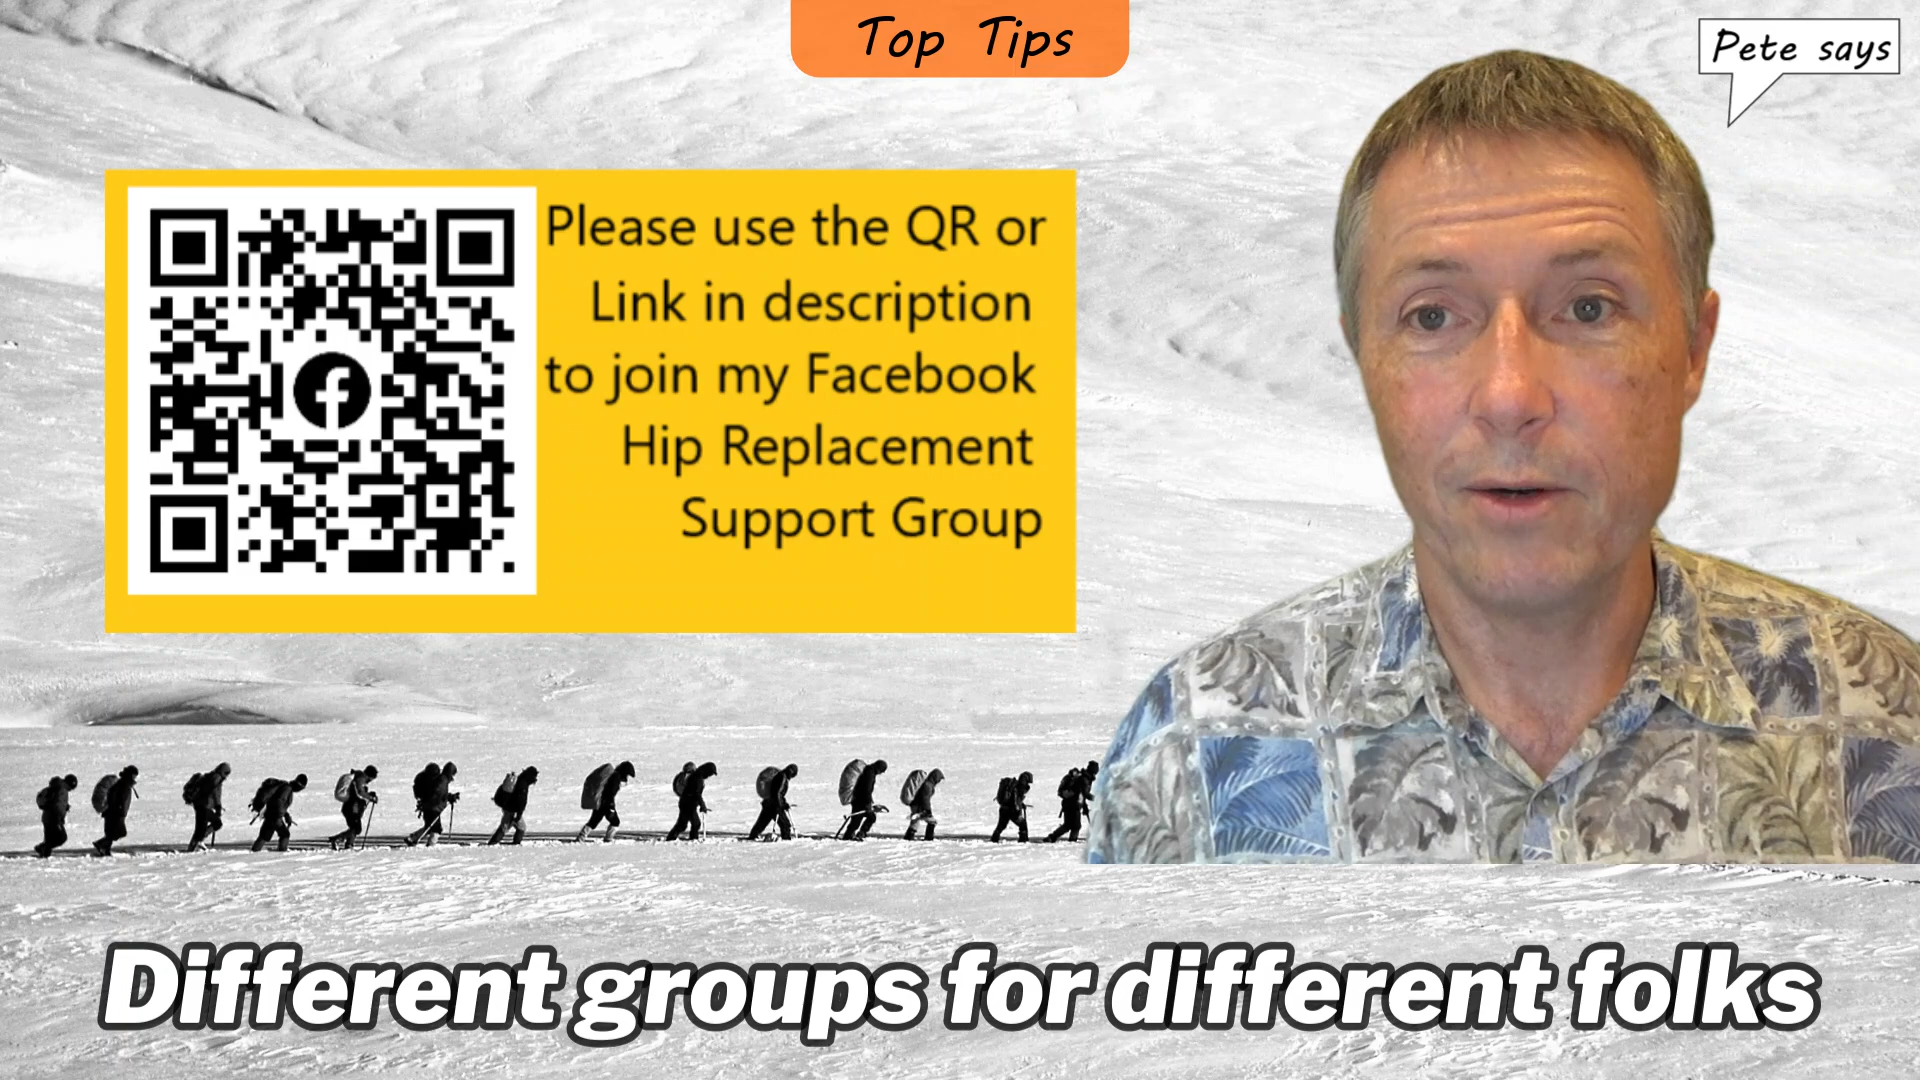 Top Tips
Pete says
Please use the QR or
Link in description
to join my Facebook
Hip Replacement
Support Group
Different groups for different folks